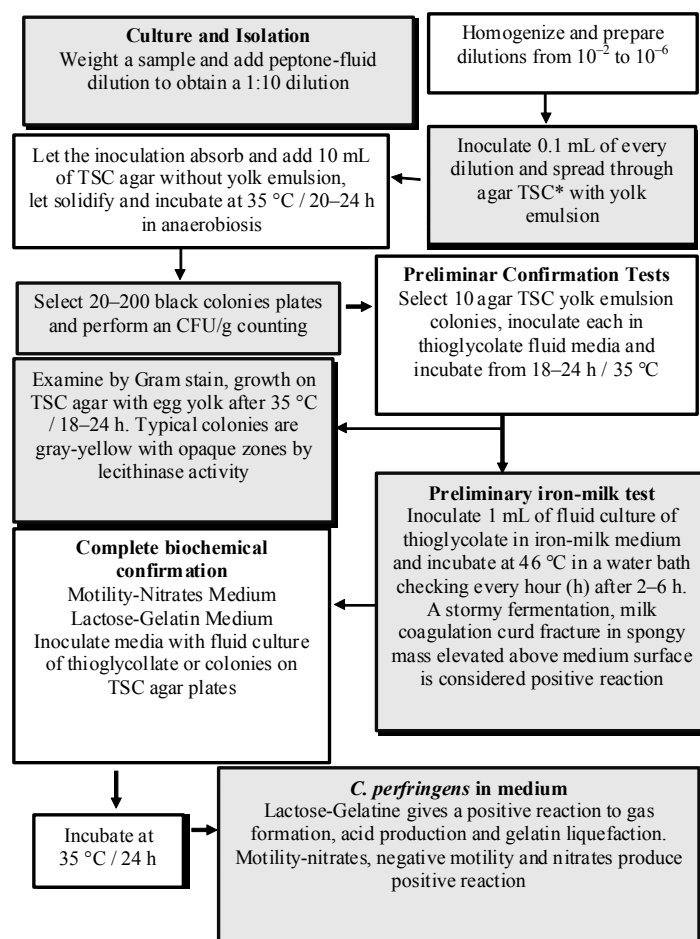 Culture and Isolation
Weight a sample and add peptone-fluid
dilution to obtain a 1:10 dilution
Homogenize and prepare
dilutions from 10⁻² to 10⁻⁶
Inoculate 0.1 mL of every
dilution and spread through
agar TSC* with yolk
emulsion
Let the inoculation absorb and add 10 mL
of TSC agar without yolk emulsion,
let solidify and incubate at 35 °C / 20–24 h
in anaerobiosis
Select 20–200 black colonies plates
and perform an CFU/g counting
Preliminar Confirmation Tests
Select 10 agar TSC yolk emulsion
colonies, inoculate each in
thioglycolate fluid media and
incubate from 18–24 h / 35 °C
Examine by Gram stain, growth on
TSC agar with egg yolk after 35 °C
/ 18–24 h. Typical colonies are
gray-yellow with opaque zones by
lecithinase activity
Preliminary iron-milk test
Inoculate 1 mL of fluid culture of
thioglycolate in iron-milk medium
and incubate at 46 °C in a water bath
checking every hour (h) after 2–6 h.
A stormy fermentation, milk
coagulation curd fracture in spongy
mass elevated above medium surface
is considered positive reaction
Complete biochemical
confirmation
Motility-Nitrates Medium
Lactose-Gelatin Medium
Inoculate media with fluid culture
of thioglycollate or colonies on
TSC agar plates
Incubate at
35 °C / 24 h
C. perfringens in medium
Lactose-Gelatine gives a positive reaction to gas
formation, acid production and gelatin liquefaction.
Motility-nitrates, negative motility and nitrates produce
positive reaction